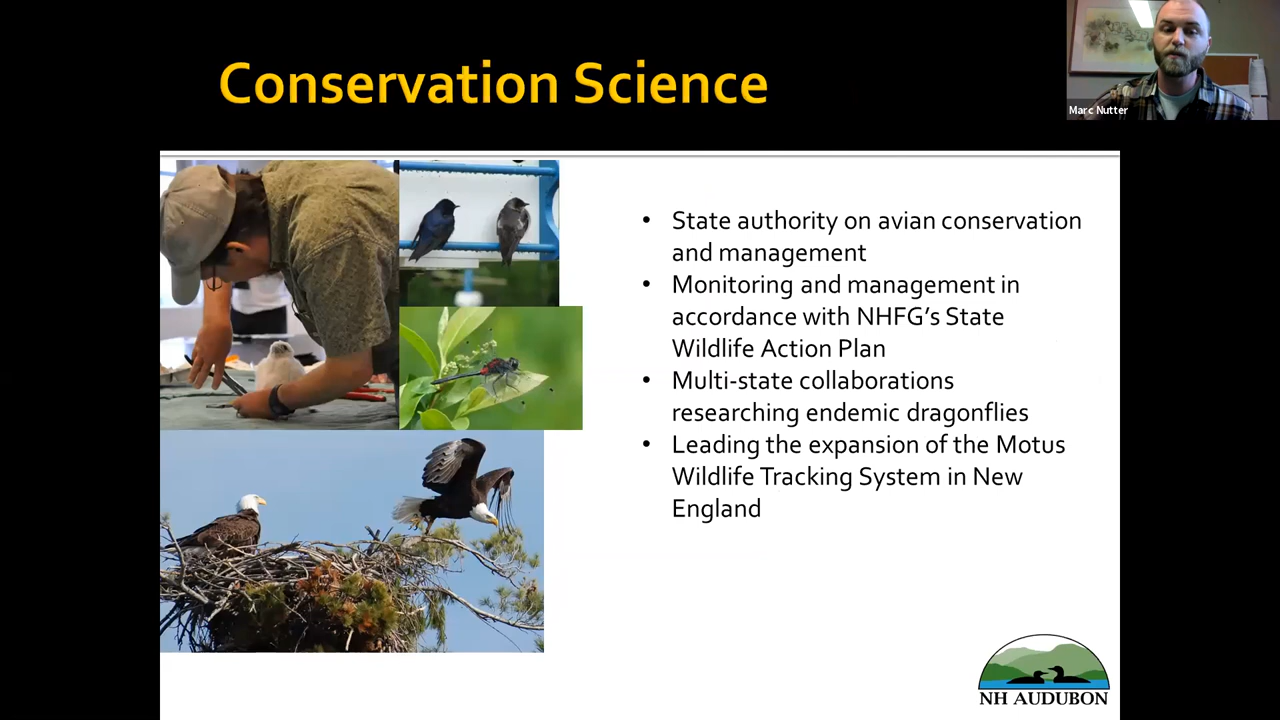 Conservation Science
Marc Nutter
• State authority on avian conservation
and management
• Monitoring and management in
accordance with NHFG’s State
Wildlife Action Plan
• Multi-state collaborations
researching endemic dragonflies
• Leading the expansion of the Motus
Wildlife Tracking System in New
England
NH AUDUBON